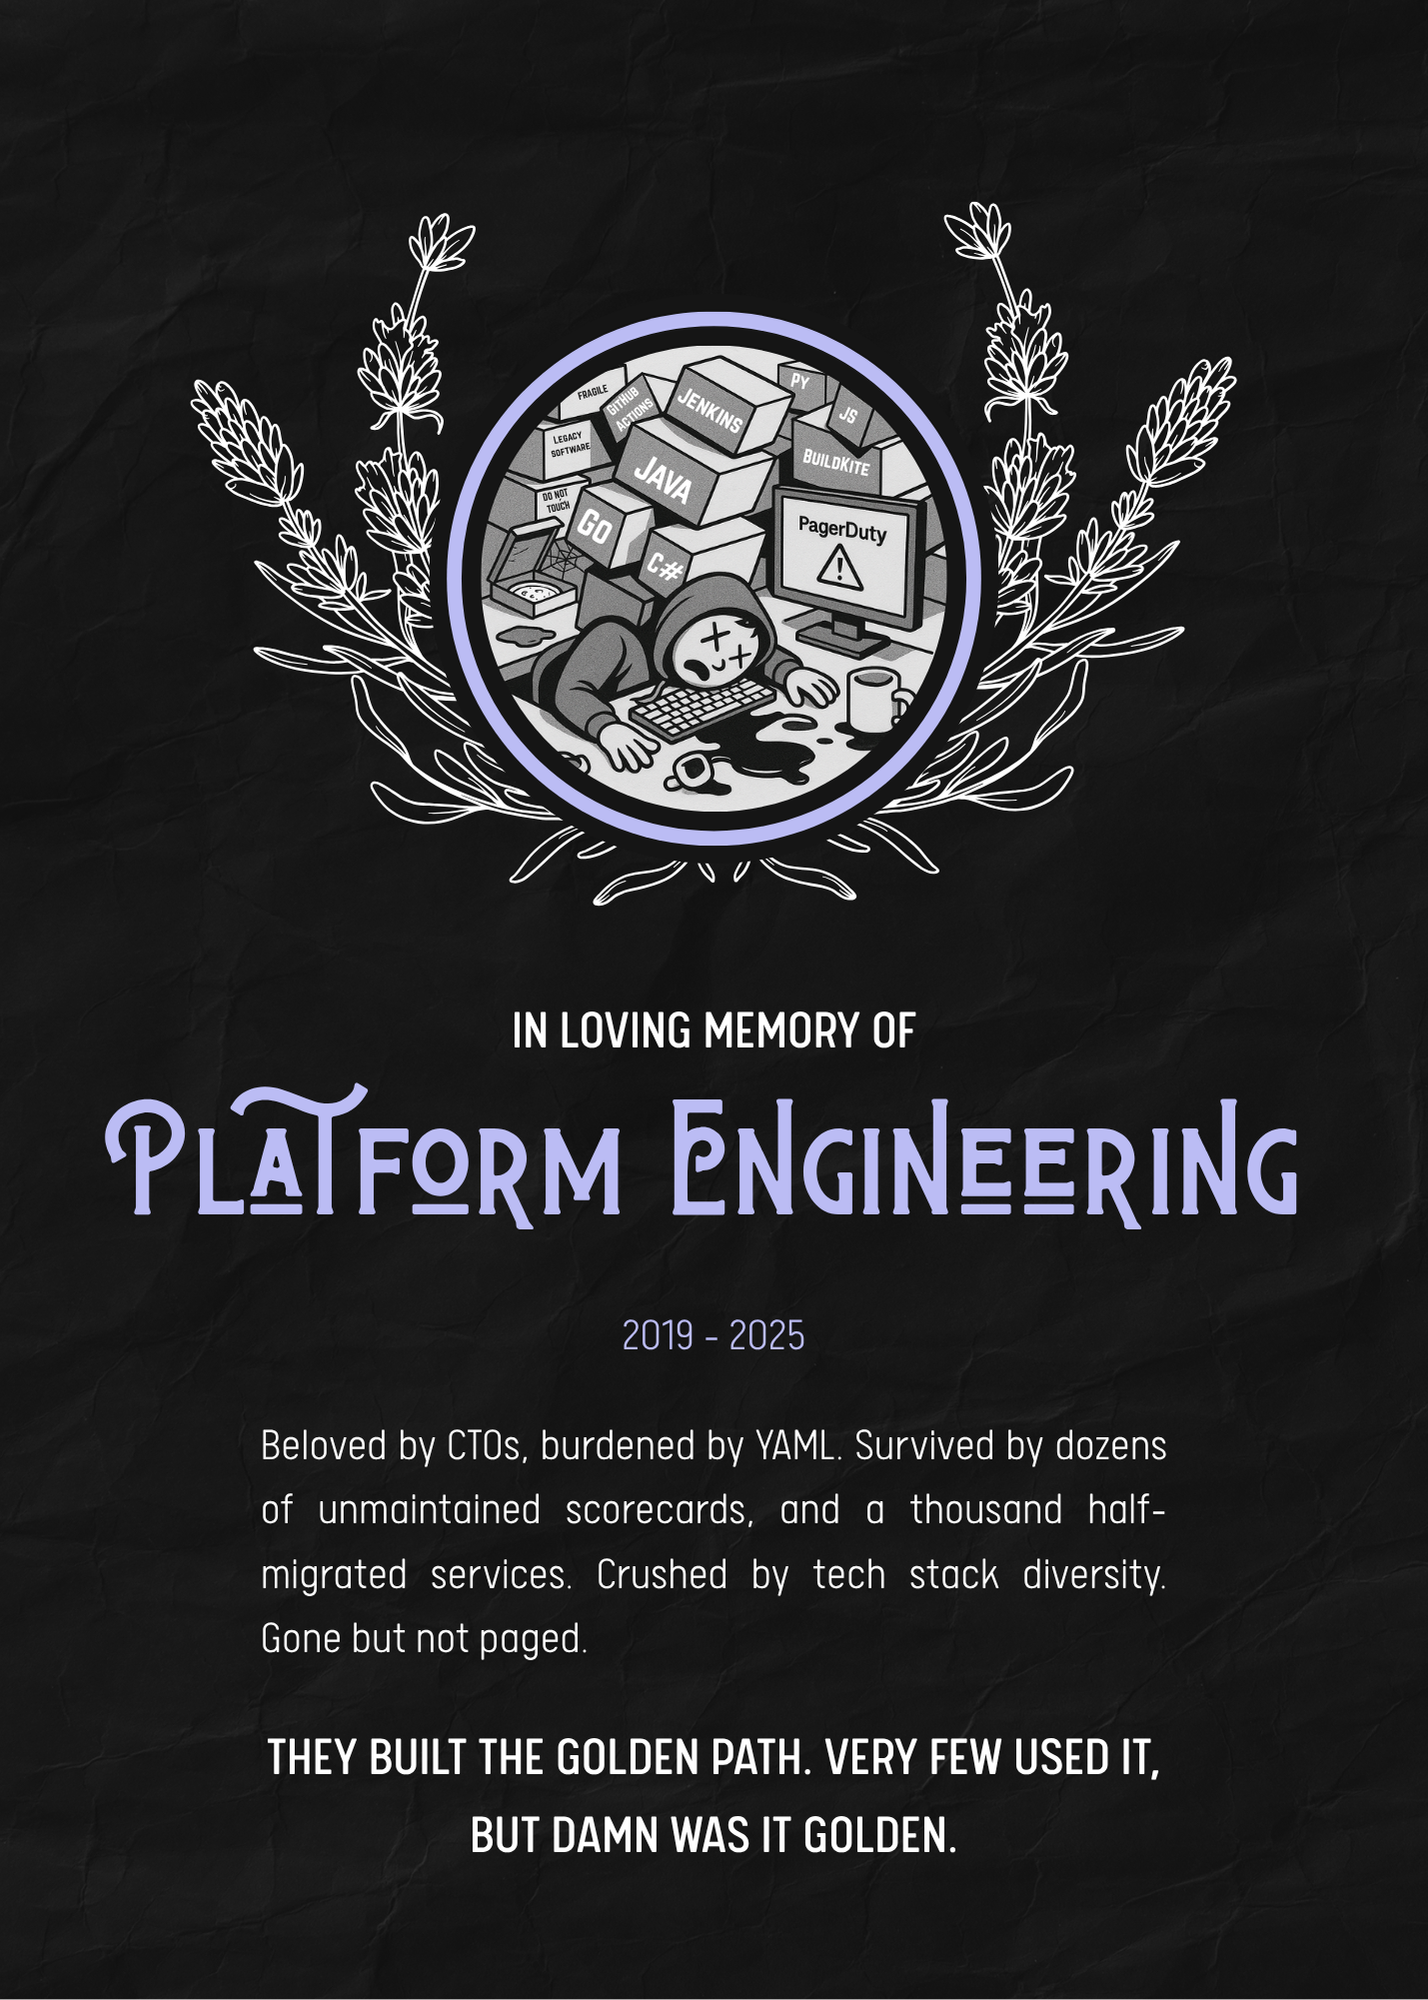 FRAGILE
GITHUB
ACTIONS
JENKINS
PY
JS
LEGACY
SOFTWARE
JAVA
BUILDKITE
DO NOT
TOUCH
GO
C#
PagerDuty
!
IN LOVING MEMORY OF
PLATFORM ENGINEERING
2019 - 2025
Beloved by CTOs, burdened by YAML. Survived by dozens
of unmaintained scorecards, and a thousand half-
migrated services. Crushed by tech stack diversity.
Gone but not paged.
THEY BUILT THE GOLDEN PATH. VERY FEW USED IT,
BUT DAMN WAS IT GOLDEN.